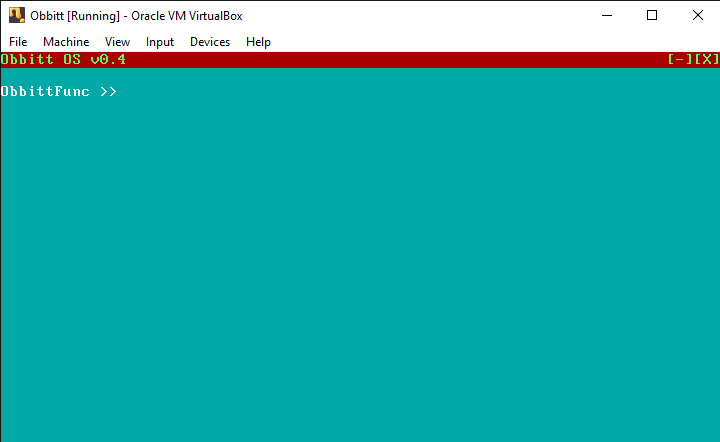 Obbitt [Running] - Oracle VM VirtualBox
File Machine View Input Devices Help
Obbitt OS v0.4 [-][X]
ObbittFunc >>